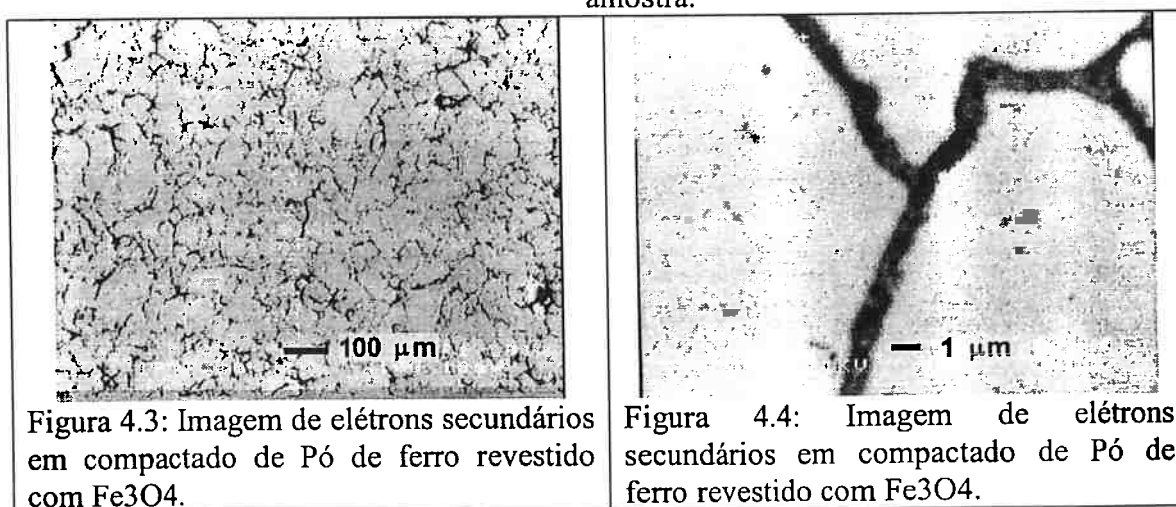 amostra.
100 μm
1 μm
Figura 4.3: Imagem de elétrons secundários
em compactado de Pó de ferro revestido
com Fe3O4.
Figura 4.4: Imagem de elétrons
secundários em compactado de Pó de
ferro revestido com Fe3O4.